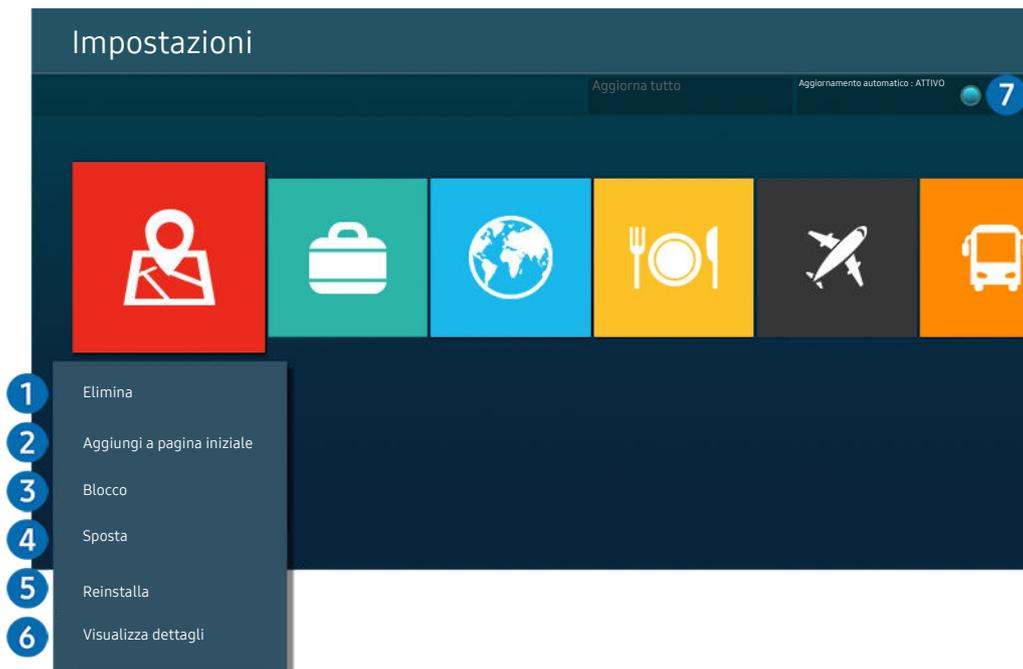 Impostazioni
Aggiorna tutto
Aggiornamento automatico : ATTIVO
7
1 Elimina
2 Aggiungi a pagina iniziale
3 Blocco
4 Sposta
5 Reinstalla
6 Visualizza dettagli